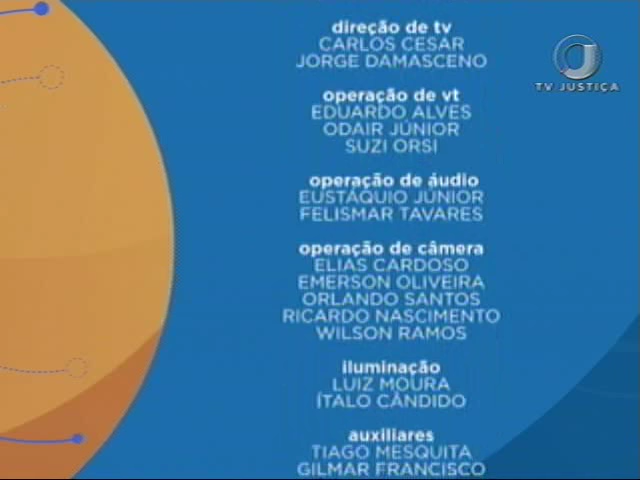 direção de tv
CARLOS CESAR
JORGE DAMASCENO
TV JUSTIÇA
operação de vt
EDUARDO ALVES
ODAIR JÚNIOR
SUZI ORSI
operação de áudio
EUSTÁQUIO JÚNIOR
FELISMAR TAVARES
operação de câmera
ELIAS CARDOSO
EMERSON OLIVEIRA
ORLANDO SANTOS
RICARDO NASCIMENTO
WILSON RAMOS
iluminação
LUIZ MOURA
ÍTALO CÂNDIDO
auxiliares
TIAGO MESQUITA
GILMAR FRANCISCO